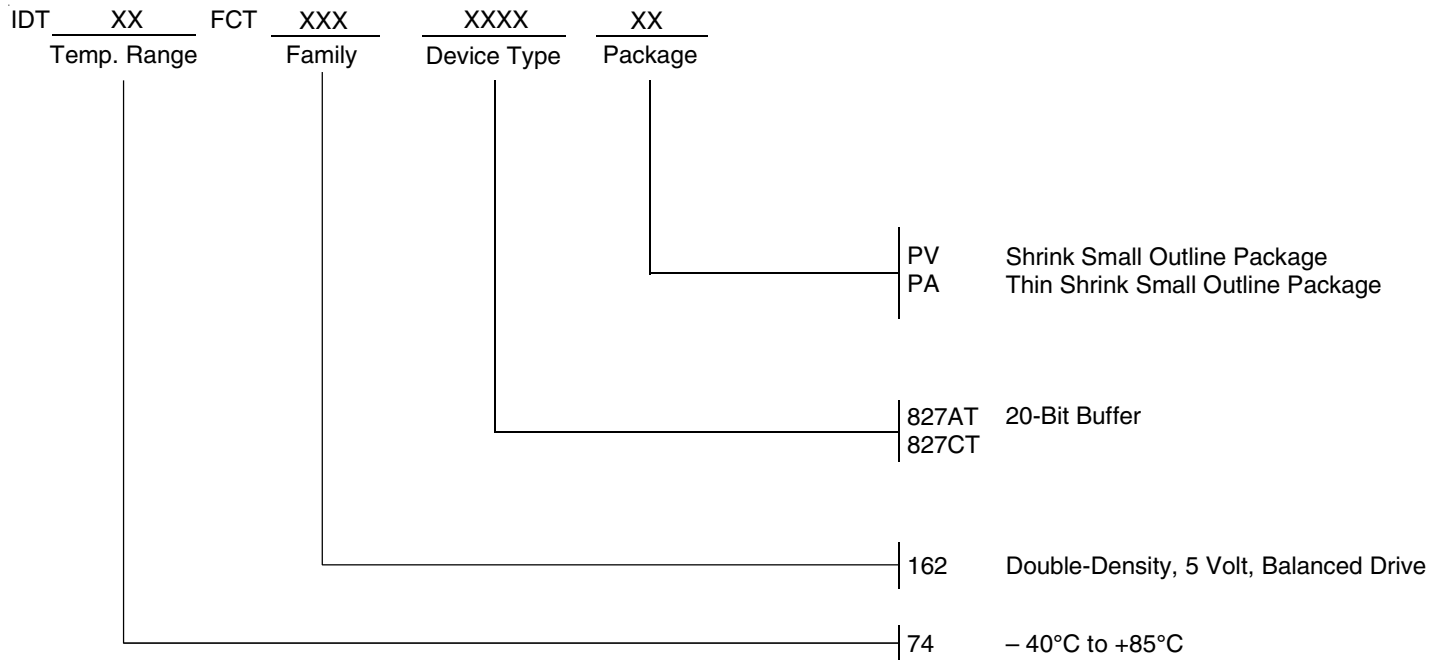 IDT XX FCT XXX XXXX XX
Temp. Range Family Device Type Package
PV Shrink Small Outline Package
PA Thin Shrink Small Outline Package
827AT 20-Bit Buffer
827CT
162 Double-Density, 5 Volt, Balanced Drive
74 – 40°C to +85°C